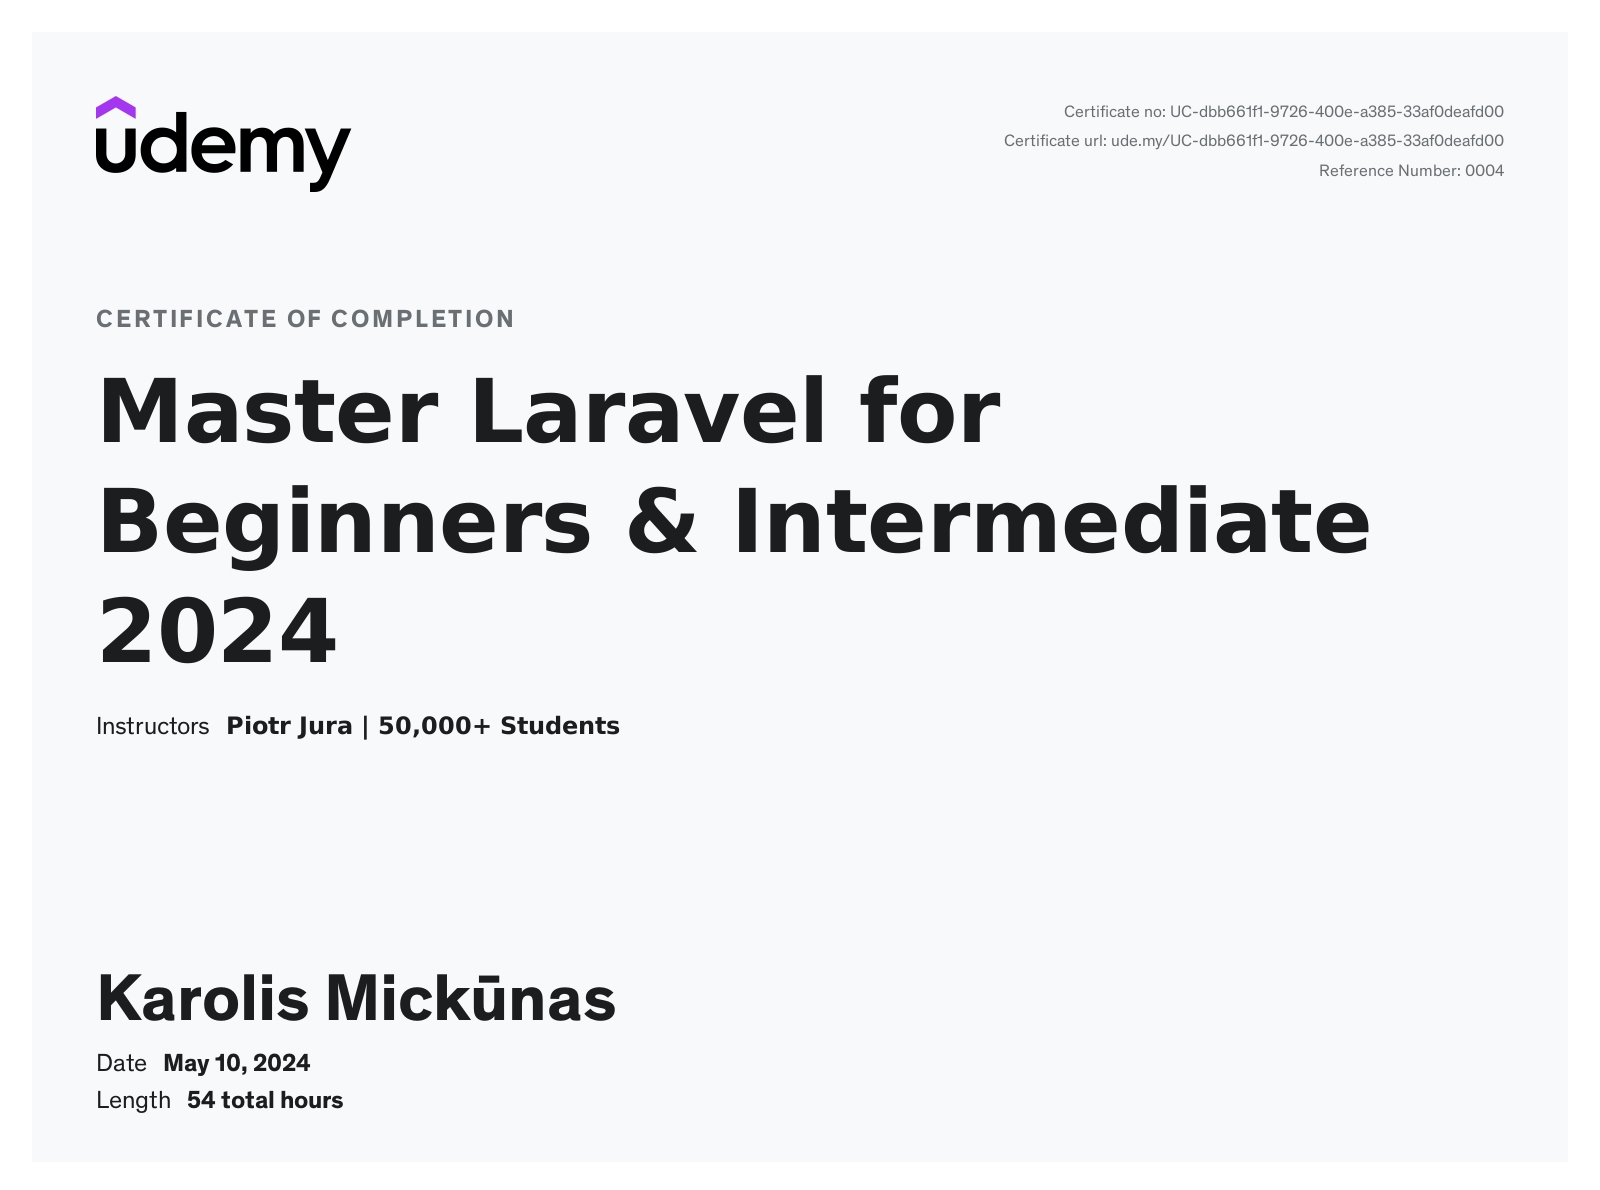 udemy
Certificate no: UC-dbb661f1-9726-400e-a385-33af0deafd00
Certificate url: ude.my/UC-dbb661f1-9726-400e-a385-33af0deafd00
Reference Number: 0004
CERTIFICATE OF COMPLETION
Master Laravel for
Beginners & Intermediate
2024
Instructors Piotr Jura | 50,000+ Students
Karolis Mickūnas
Date May 10, 2024
Length 54 total hours